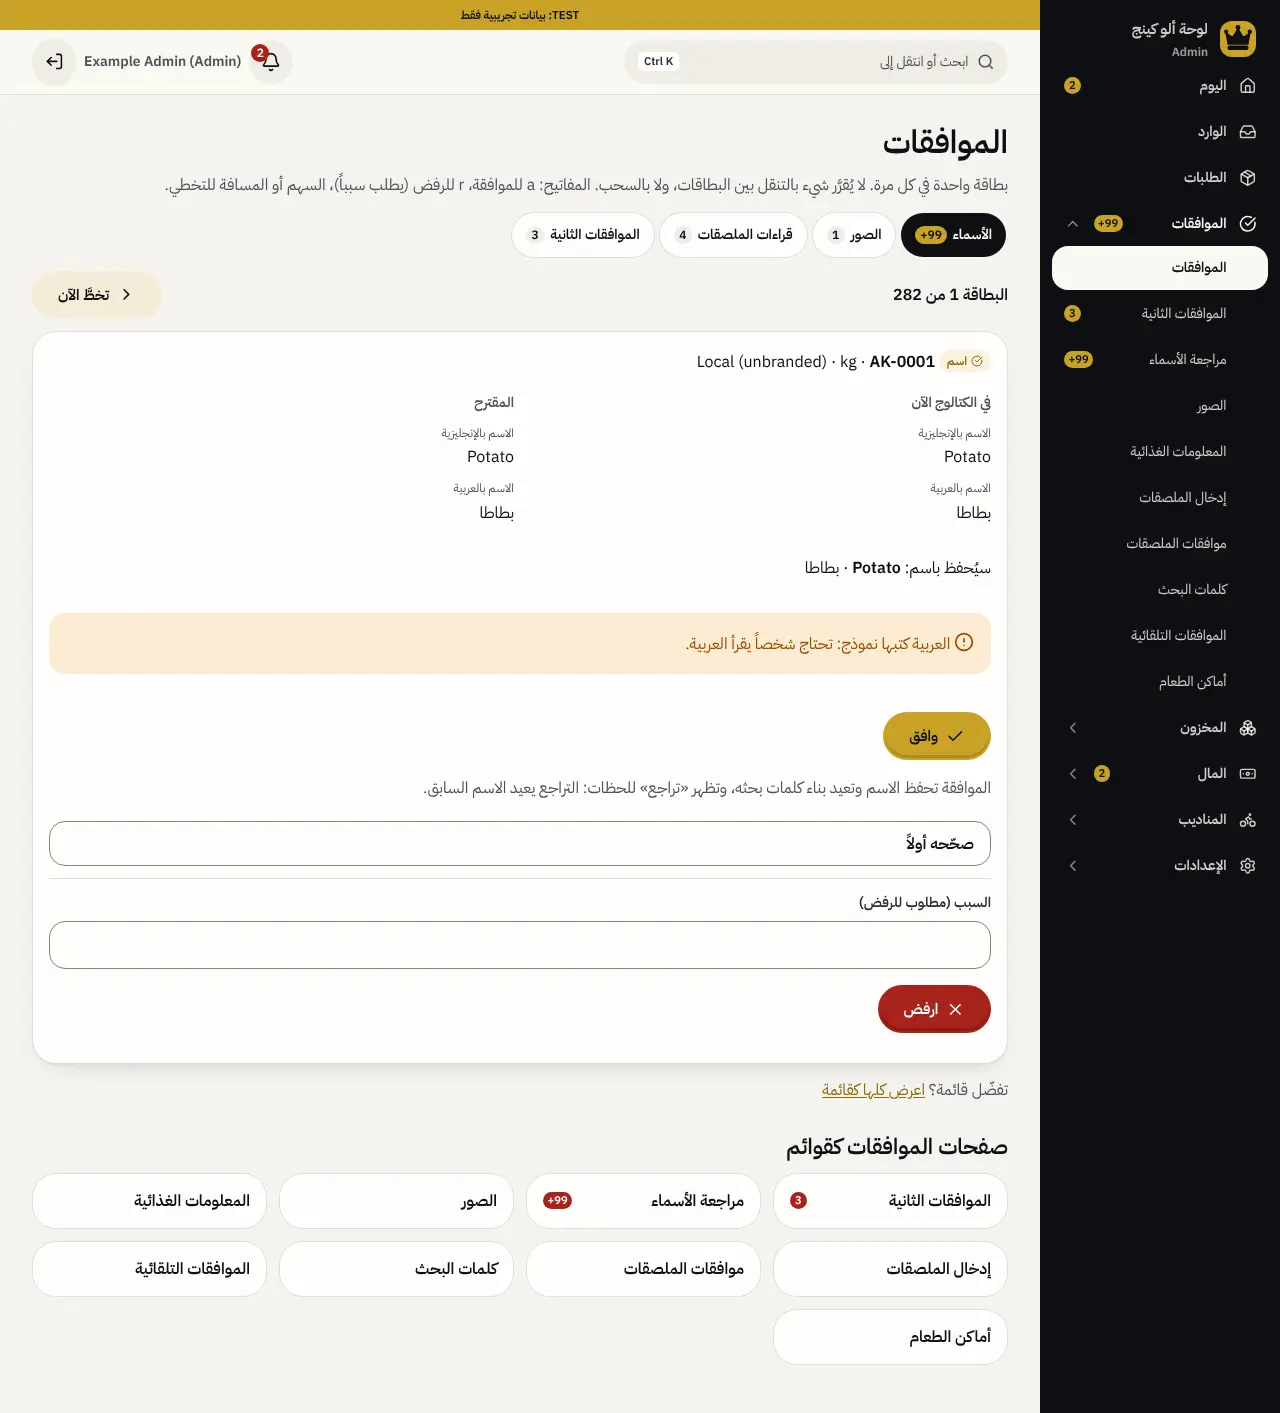 TEST: بيانات تجريبية فقط
لوحة ألو كينج
Admin
اليوم 2
الوارد
الطلبات
الموافقات 99+
الموافقات
الموافقات الثانية 3
مراجعة الأسماء 99+
الصور
المعلومات الغذائية
إدخال الملصقات
موافقات الملصقات
كلمات البحث
الموافقات التلقائية
أماكن الطعام
المخزون
المال 2
المناديب
الإعدادات
ابحث أو انتقل إلى Ctrl K
2 Example Admin (Admin)
الموافقات
بطاقة واحدة في كل مرة. لا يُقرَّر شيء بالتنقل بين البطاقات، ولا بالسحب. المفاتيح: a للموافقة، r للرفض (يطلب سبباً)، السهم أو المسافة للتخطي.
الأسماء 99+ الصور 1 قراءات الملصقات 4 الموافقات الثانية 3
البطاقة 1 من 282
تخطَّ الآن
اسم AK-0001 · Local (unbranded) · kg
في الكتالوج الآن
الاسم بالإنجليزية
Potato
الاسم بالعربية
بطاطا
المقترح
الاسم بالإنجليزية
Potato
الاسم بالعربية
بطاطا
سيُحفظ باسم: Potato · بطاطا
العربية كتبها نموذج: تحتاج شخصاً يقرأ العربية.
وافق
الموافقة تحفظ الاسم وتعيد بناء كلمات بحثه، وتظهر «تراجع» للحظات: التراجع يعيد الاسم السابق.
صحّحه أولاً
السبب (مطلوب للرفض)
ارفض
تفضّل قائمة؟ اعرض كلها كقائمة
صفحات الموافقات كقوائم
الموافقات الثانية 3 مراجعة الأسماء 99+ الصور المعلومات الغذائية
إدخال الملصقات موافقات الملصقات كلمات البحث الموافقات التلقائية
أماكن الطعام